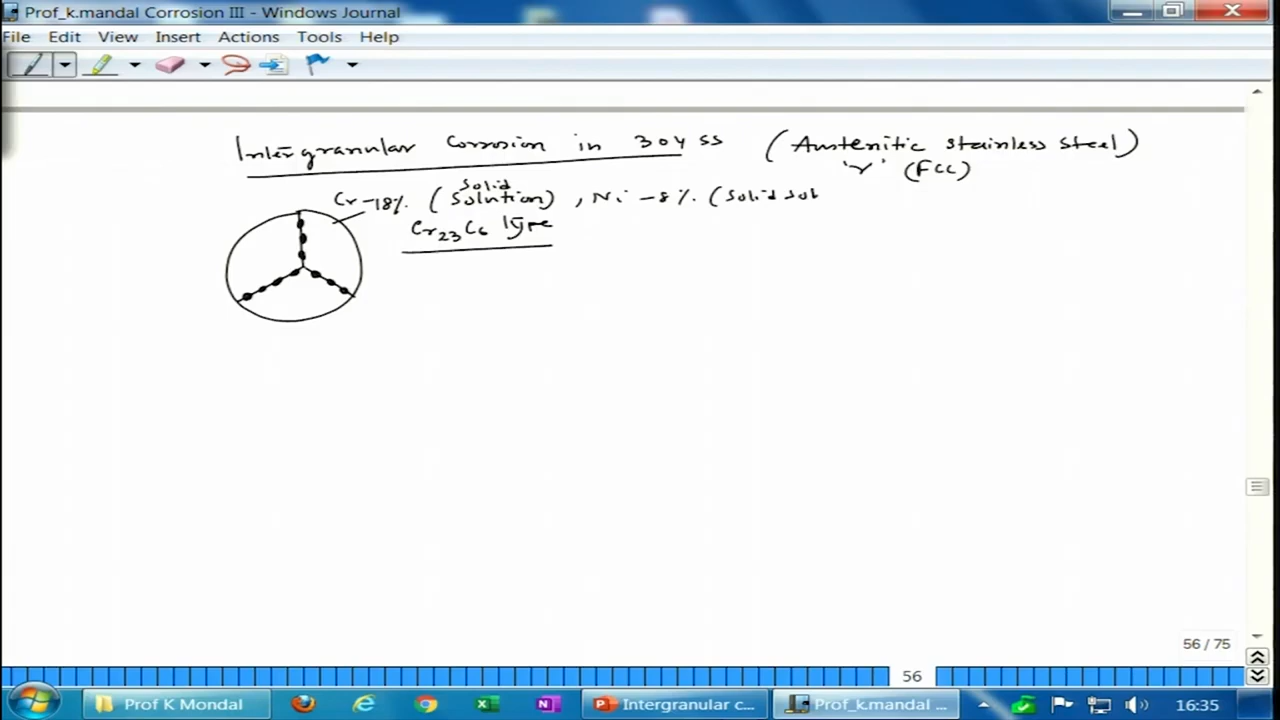 Prof_k.mandal Corrosion III - Windows Journal
File Edit View Insert Actions Tools Help
Intergranular Corrosion in 304 SS (Austenitic stainless steel)
'γ' (FCC)
Cr-18% (Solid Solution), Ni-8% (Solid Sol
Cr23C6 Type
56 / 75
56
Prof K Mondal Intergranular c... Prof_k.mandal ... 16:35